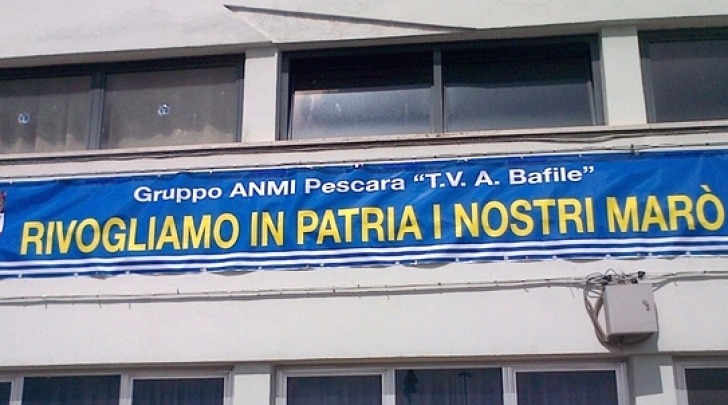 Gruppo ANMI Pescara “T.V. A. Bafile”
RIVOGLIAMO IN PATRIA I NOSTRI MARÒ